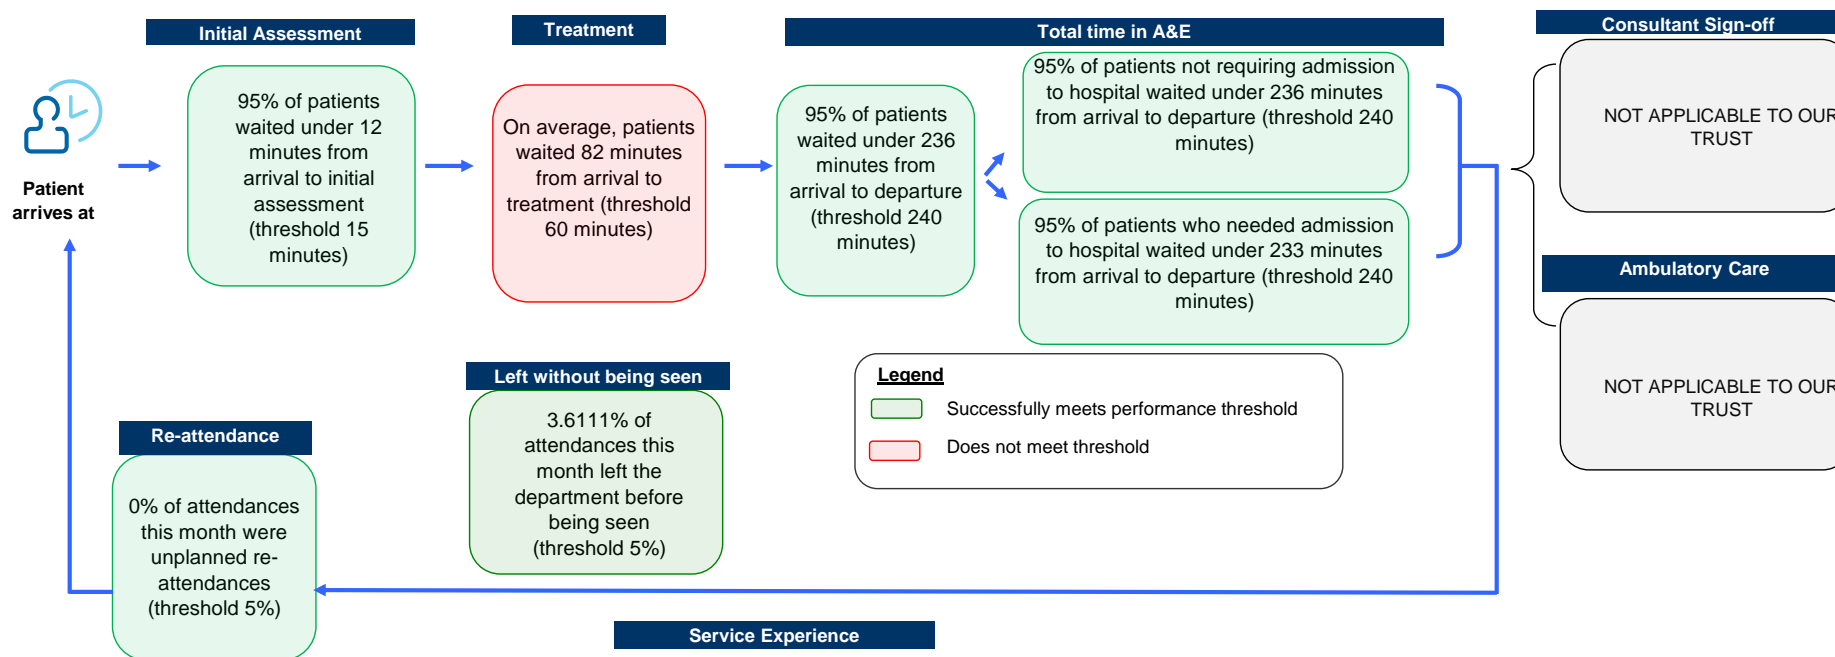 Initial Assessment
Treatment
Total time in A&E
Consultant Sign-off
Patient
arrives at
95% of patients
waited under 12
minutes from
arrival to initial
assessment
(threshold 15
minutes)
On average, patients
waited 82 minutes
from arrival to
treatment (threshold
60 minutes)
95% of patients
waited under 236
minutes from
arrival to departure
(threshold 240
minutes)
95% of patients not requiring admission
to hospital waited under 236 minutes
from arrival to departure (threshold 240
minutes)
95% of patients who needed admission
to hospital waited under 233 minutes
from arrival to departure (threshold 240
minutes)
NOT APPLICABLE TO OUR
TRUST
Ambulatory Care
NOT APPLICABLE TO OUR
TRUST
Legend
Successfully meets performance threshold
Does not meet threshold
Left without being seen
3.6111% of
attendances this
month left the
department before
being seen
(threshold 5%)
Re-attendance
0% of attendances
this month were
unplanned re-
attendances
(threshold 5%)
Service Experience